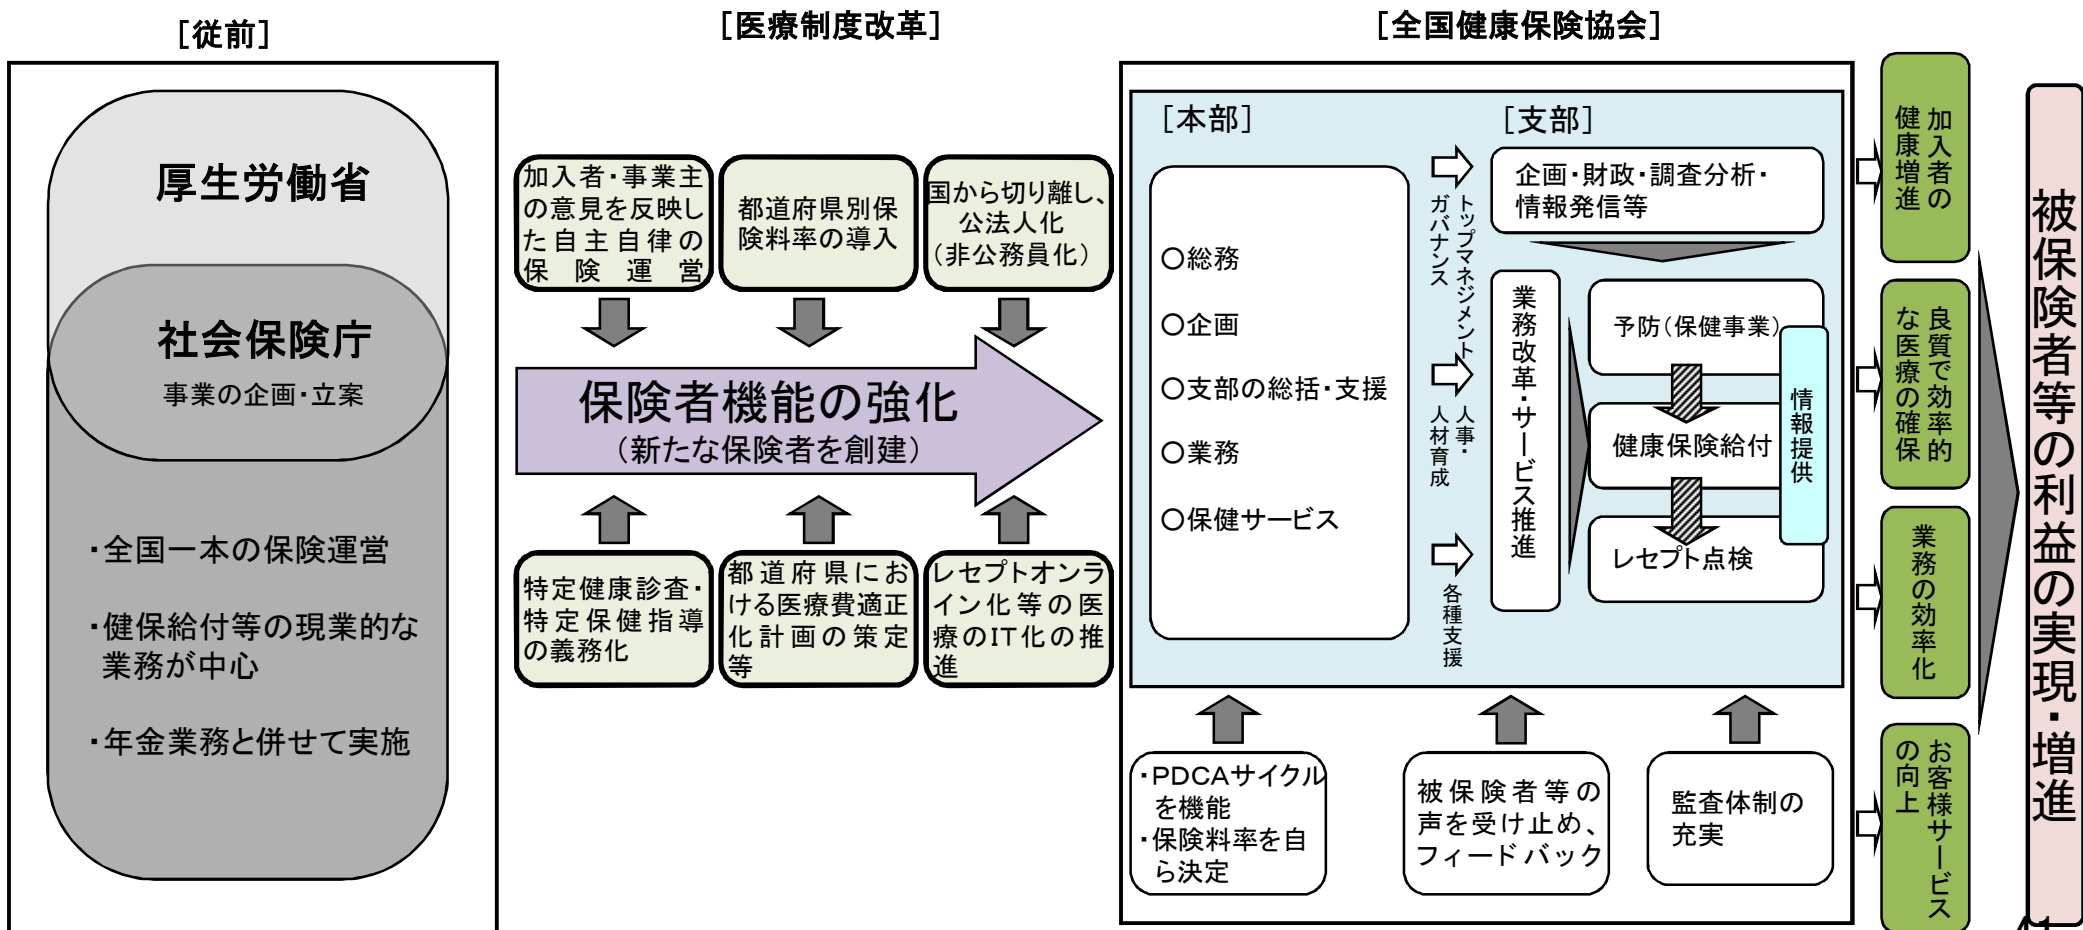 ［従前］
厚生労働省
社会保険庁
事業の企画・立案
・全国一本の保険運営
・健保給付等の現業的な
業務が中心
・年金業務と併せて実施
［医療制度改革］
加入者・事業主
の意見を反映し
た自主自律の
保険運営
都道府県別保
険料率の導入
国から切り離し、
公法人化
（非公務員化）
保険者機能の強化
（新たな保険者を創建）
特定健康診査・
特定保健指導
の義務化
都道府県にお
ける医療費適正
化計画の策定
等
レセプトオンラ
イン化等の医
療のIT化の推
進
［全国健康保険協会］
［本部］
○総務
○企画
○支部の総括・支援
○業務
○保健サービス
トップマネジメント
ガバナンス
人事・
人材育成
各種支援
［支部］
企画・財政・調査分析・
情報発信等
業務改革・サービス推進
予防（保健事業）
健康保険給付
レセプト点検
情報提供
・PDCAサイクル
を機能
・保険料率を自
ら決定
被保険者等の
声を受け止め、
フィードバック
監査体制の
充実
加入者の
健康増進
良質で効率的
な医療の確保
業務の効率化
お客様サービス
の向上
被保険者等の利益の実現・増進
41